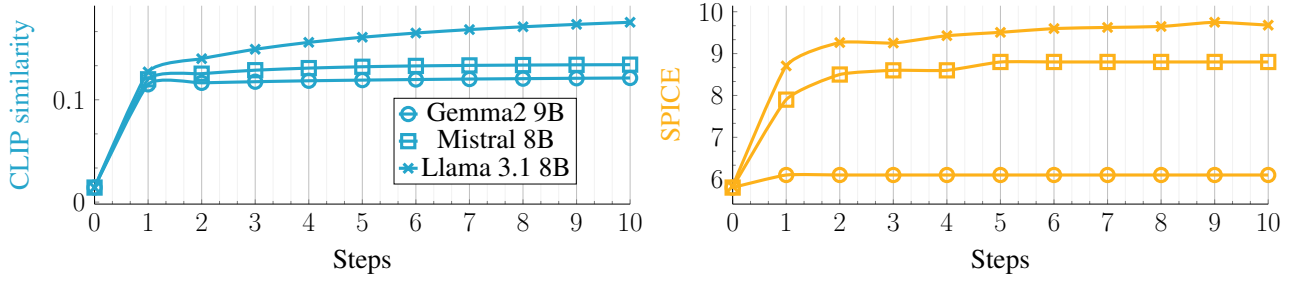 CLIP similarity
0.1
0
0 1 2 3 4 5 6 7 8 9 10
Steps
Gemma2 9B
Mistral 8B
Llama 3.1 8B
SPICE
10
9
8
7
6
0 1 2 3 4 5 6 7 8 9 10
Steps